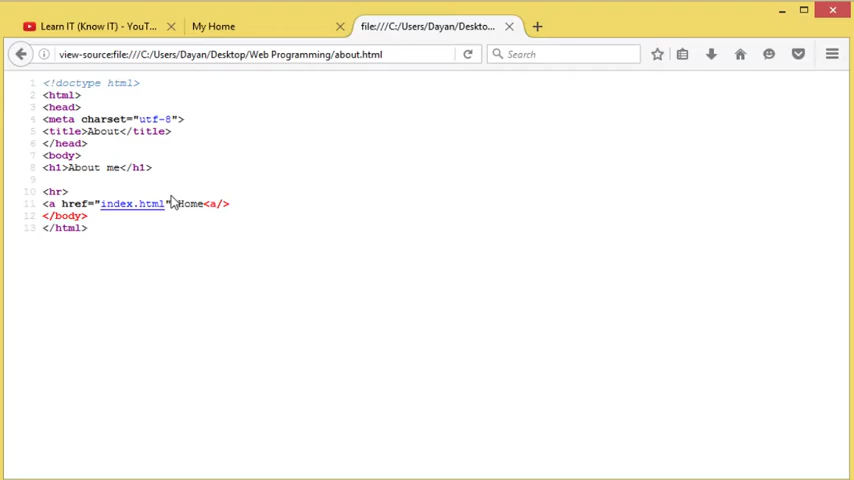 Learn IT (Know IT) - YouT...
My Home
file:///C:/Users/Dayan/Deskto...
view-source:file:///C:/Users/Dayan/Desktop/Web Programming/about.html
Search
1 <!doctype html>
2 <html>
3 <head>
4 <meta charset="utf-8">
5 <title>About</title>
6 </head>
7 <body>
8 <h1>About me</h1>
9
10 <hr>
11 <a href="index.html" Home<a/>
12 </body>
13 </html>